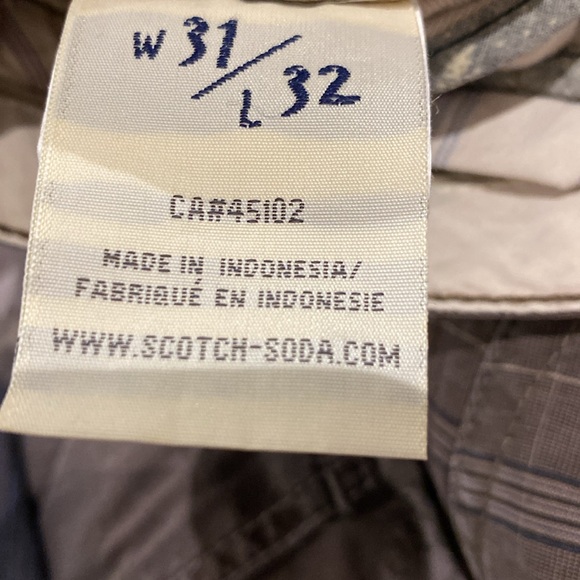 W 31/L 32
CA#45102
MADE IN INDONESIA/
FABRIQUÉ EN INDONESIE
WWW.SCOTCH-SODA.COM